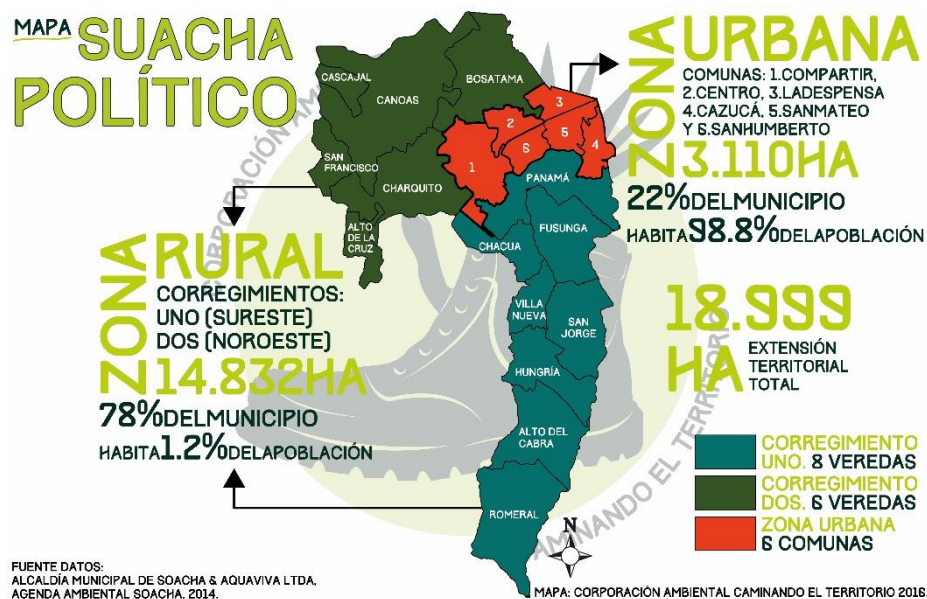 MAPA SUACHA
POLÍTICO
ZONA URBANA
COMUNAS: 1.COMPARTIR,
2.CENTRO, 3.LADESPENSA
4.CAZUCÁ, 5.SANMATEO
Y 6.SANHUMBERTO
3.110HA
22%DELMUNICIPIO
HABITA98.8%DELAPOBLACIÓN
CASCAJAL
CANOAS
BOSATAMA
SAN
FRANCISCO
CHARQUITO
ALTO
DE LA
CRUZ
1
2
3
4
5
6
PANAMÁ
FUSUNGA
CHACUA
VILLA
NUEVA
SAN
JORGE
HUNGRÍA
ALTO DEL
CABRA
ROMERAL
ZONA RURAL
CORREGIMIENTOS:
UNO (SURESTE)
DOS (NOROESTE)
14.832HA
78%DELMUNICIPIO
HABITA1.2%DELAPOBLACIÓN
18.999
HA EXTENSIÓN
TERRITORIAL
TOTAL
CORREGIMIENTO
UNO. 8 VEREDAS
CORREGIMIENTO
DOS. 6 VEREDAS
ZONA URBANA
6 COMUNAS
N
CORPORACIÓN AM
AMINANDO EL TERRITORIO
FUENTE DATOS:
ALCALDÍA MUNICIPAL DE SOACHA & AQUAVIVA LTDA,
AGENDA AMBIENTAL SOACHA. 2014.
MAPA: CORPORACIÓN AMBIENTAL CAMINANDO EL TERRITORIO 2016.